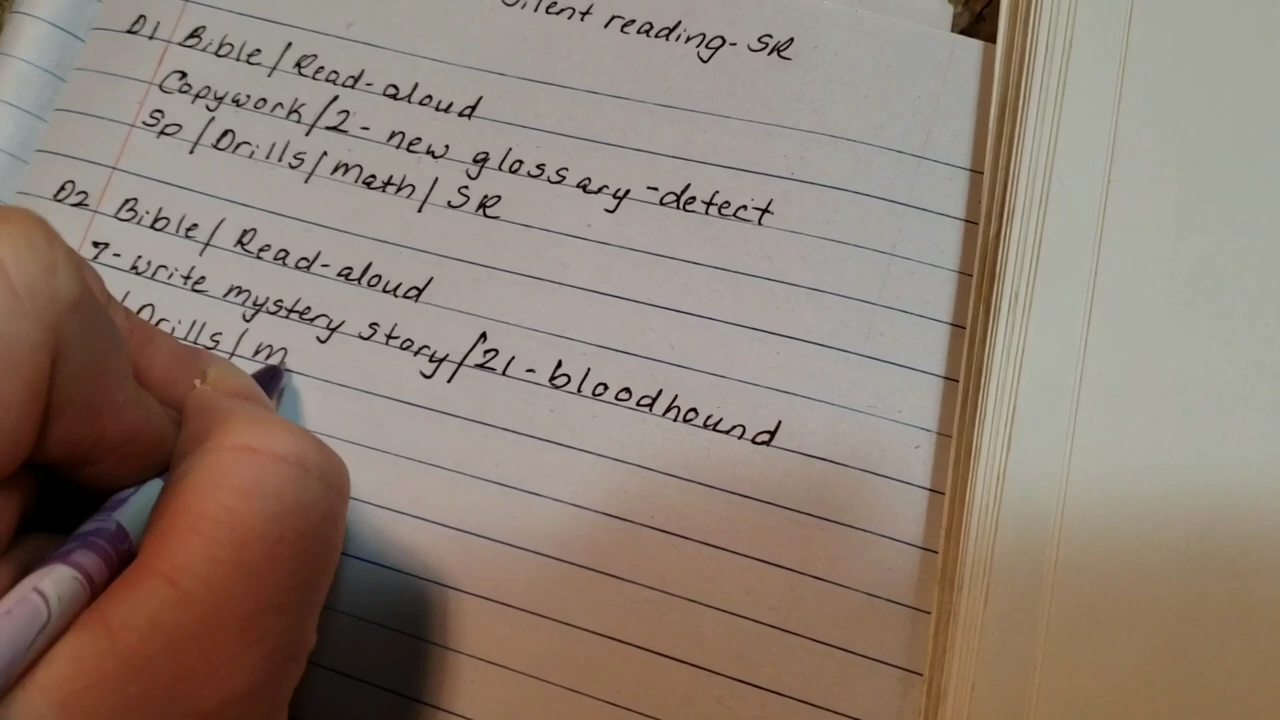 Silent reading- SR
D1 Bible/Read-aloud
Copywork/2- new glossary-detect
Sp/Drills/math/SR
D2 Bible/Read-aloud
7-write mystery story/21-bloodhound
/Drills/m